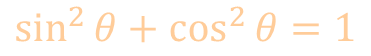 sin² θ + cos² θ = 1